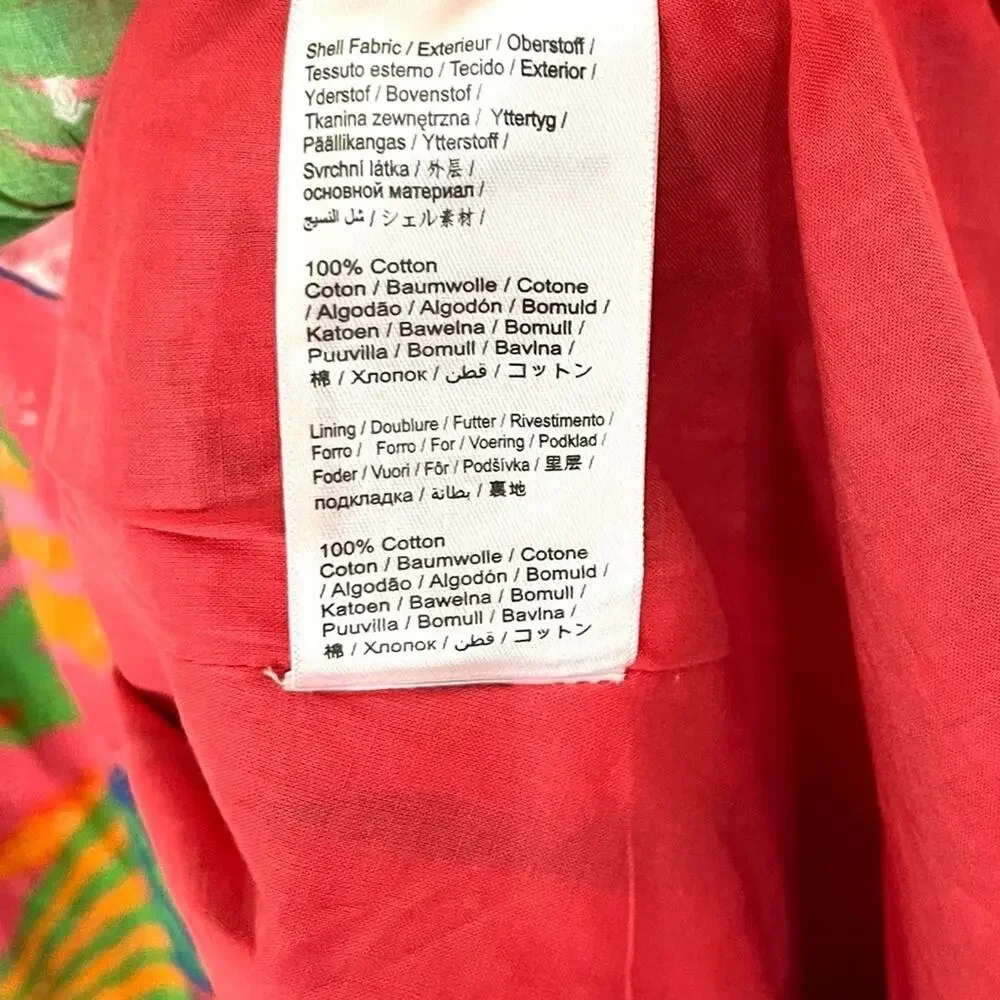 Shell Fabric / Exterieur / Oberstoff /
Tessuto esterno / Tecido / Exterior /
Yderstof / Bovenstof /
Tkanina zewnętrzna / Yttertyg /
Päällikangas / Ytterstoff /
Svrchní látka / 外层 /
основной материал /
شل النسيج / シェル素材 /
100% Cotton
Coton / Baumwolle / Cotone
/ Algodão / Algodón / Bomuld /
Katoen / Bawełna / Bomull /
Puuvilla / Bomull / Bavlna /
棉 / Хлопок / قطن / コットン
Lining / Doublure / Futter / Rivestimento /
Forro / Forro / For / Voering / Podklad /
Foder / Vuori / Fôr / Podšívka / 里层 /
подкладка / بطانة / 裏地
100% Cotton
Coton / Baumwolle / Cotone
/ Algodão / Algodón / Bomuld /
Katoen / Bawełna / Bomull /
Puuvilla / Bomull / Bavlna /
棉 / Хлопок / قطن / コットン